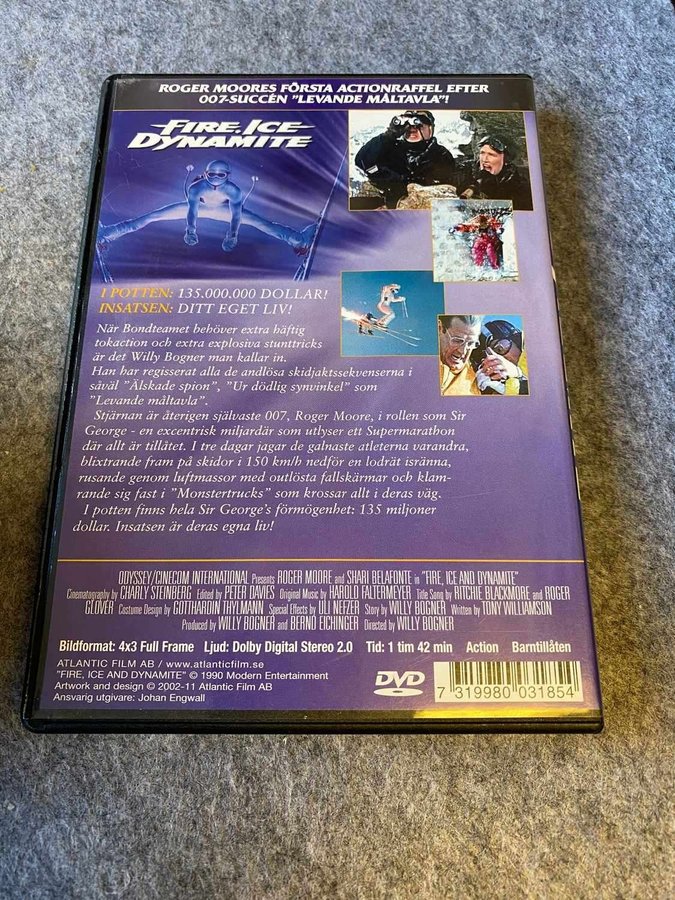 ROGER MOORES FÖRSTA ACTIONRAFFEL EFTER
007-SUCCÉN "LEVANDE MÅLTAVLA"!
FIRE, ICE
DYNAMITE
I POTTEN: 135.000.000 DOLLAR!
INSATSEN: DITT EGET LIV!
När Bondteamet behöver extra häftig
tokaction och extra explosiva stunttricks
är det Willy Bogner man kallar in.
Han har regisserat alla de andlösa skidjaktssekvenserna i
såväl "Älskade spion", "Ur dödlig synvinkel" som
"Levande måltavla".
Stjärnan är återigen självaste 007, Roger Moore, i rollen som Sir
George - en excentrisk miljardär som utlyser ett Supermarathon
där allt är tillåtet. I tre dagar jagar de galnaste atleterna varandra,
blixtrande fram på skidor i 150 km/h nedför en lodrät isränna,
rusande genom luftmassor med outlösta fallskärmar och klam-
rande sig fast i "Monstertrucks" som krossar allt i deras väg.
I potten finns hela Sir George's förmögenhet: 135 miljoner
dollar. Insatsen är deras egna liv!
ODYSSEY/CINECOM INTERNATIONAL Presents ROGER MOORE and SHARI BELAFONTE in "FIRE, ICE AND DYNAMITE"
Cinematography by CHARLY STEINBERG Edited by PETER DAVIES Original Music by HAROLD FALTERMEYER Title Song by RITCHIE BLACKMORE and ROGER
GLOVER Costume Design by GOTTHARDIN THYLMANN Special Effects by ULI NEFZER Story by WILLY BOGNER Written by TONY WILLIAMSON
Produced by WILLY BOGNER and BERND EICHINGER Directed by WILLY BOGNER
Bildformat: 4x3 Full Frame Ljud: Dolby Digital Stereo 2.0 Tid: 1 tim 42 min Action Barntillåten
ATLANTIC FILM AB / www.atlanticfilm.se
"FIRE, ICE AND DYNAMITE" © 1990 Modern Entertainment
Artwork and design © 2002-11 Atlantic Film AB
Ansvarig utgivare: Johan Engwall
DVD
7 319980 031854